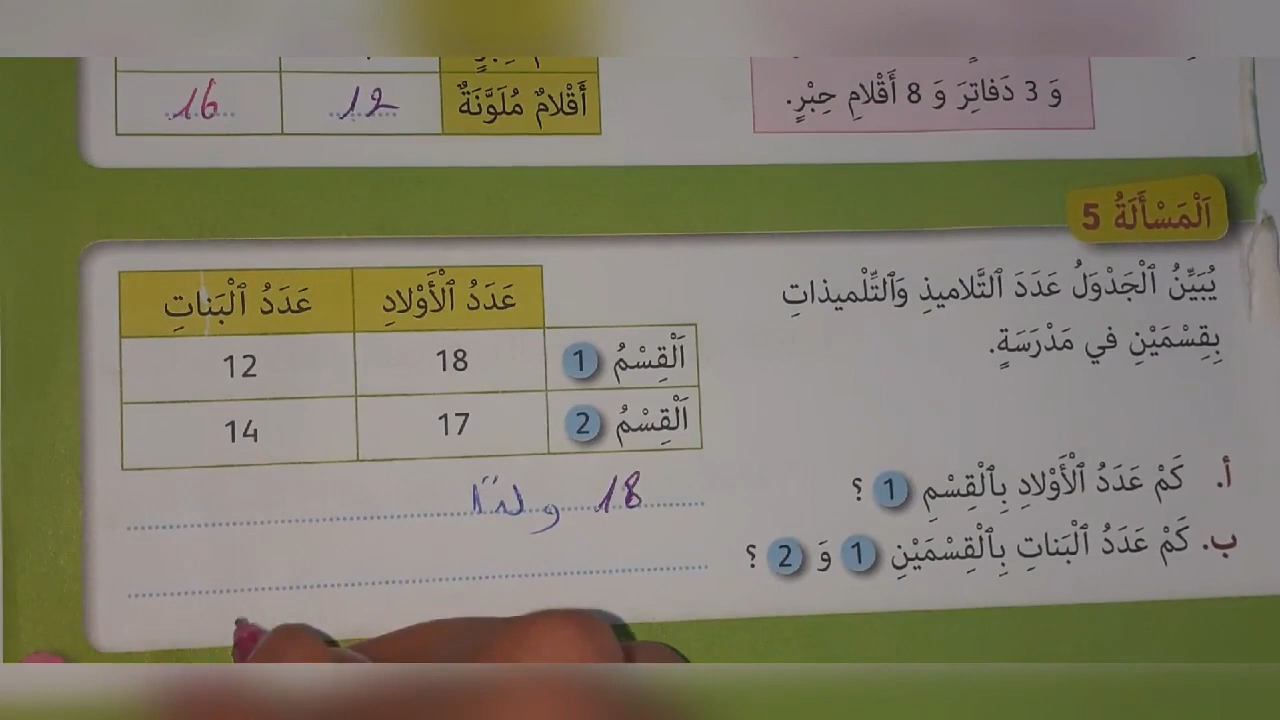 وَ 3 دَفاتِرَ وَ 8 أَقْلامِ حِبْرٍ.
أَقْلامٌ مُلَوَّنَةٌ 12 16
اَلْمَسْأَلَةُ 5
يُبَيِّنُ ٱلْجَدْوَلُ عَدَدَ ٱلتَّلاميذِ وَٱلتِّلْميذاتِ
بِقِسْمَيْنِ في مَدْرَسَةٍ.
عَدَدُ ٱلْأَوْلادِ عَدَدُ ٱلْبَناتِ
اَلْقِسْمُ 1 18 12
اَلْقِسْمُ 2 17 14
أ. كَمْ عَدَدُ ٱلْأَوْلادِ بِٱلْقِسْمِ 1 ؟
18 ولدًا
ب. كَمْ عَدَدُ ٱلْبَناتِ بِٱلْقِسْمَيْنِ 1 وَ 2 ؟